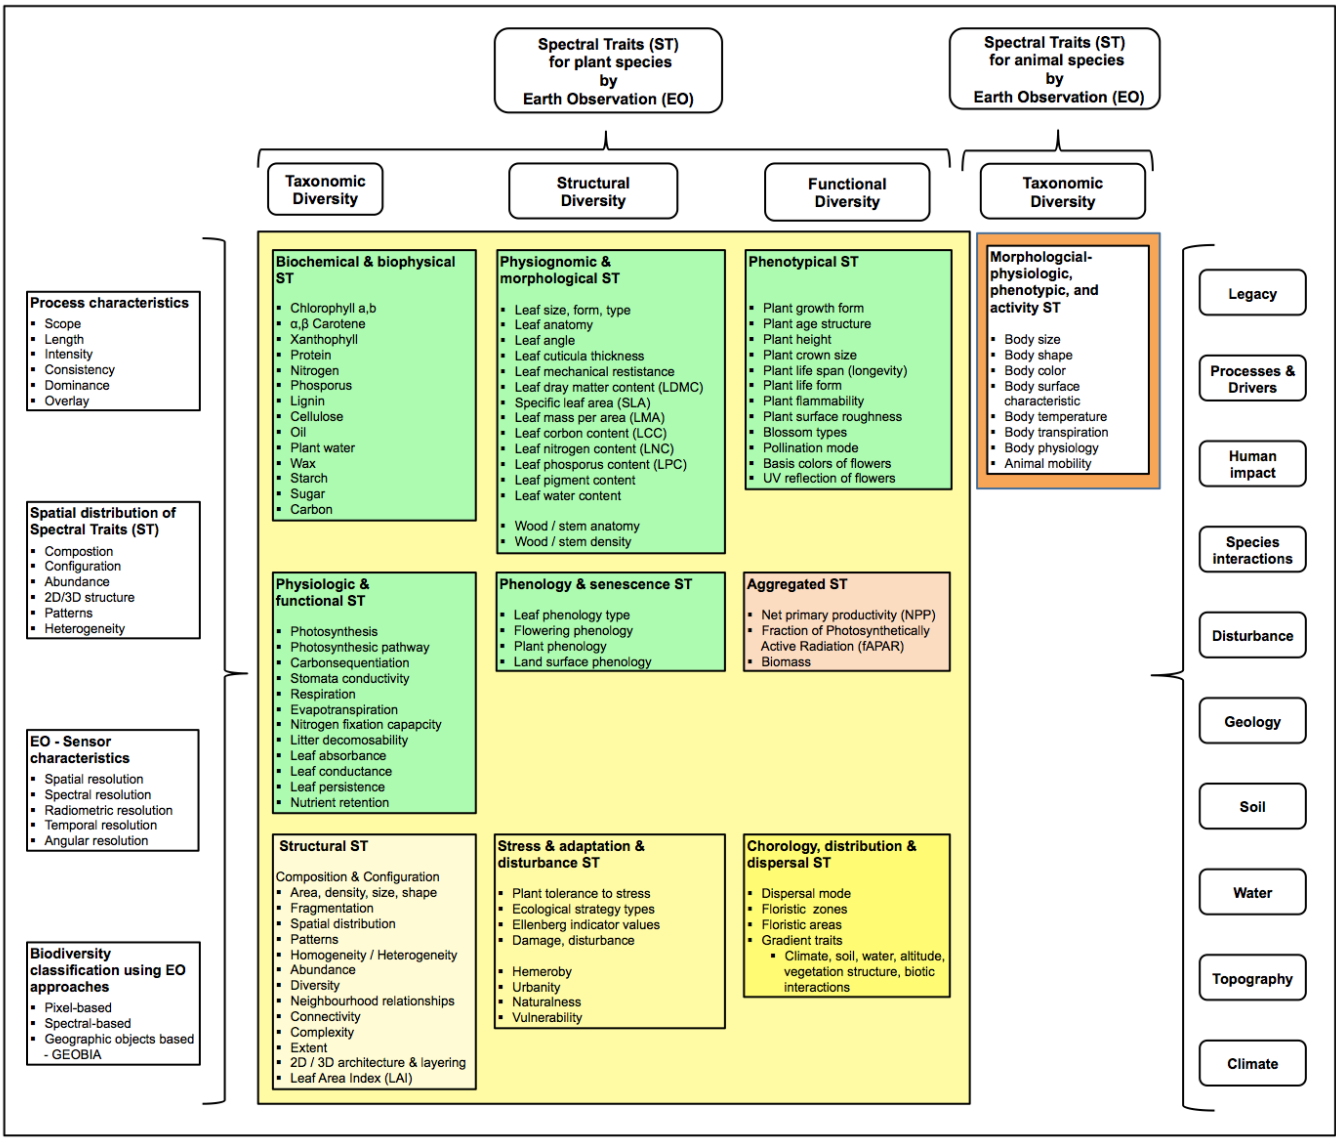 Spectral Traits (ST)
for plant species
by
Earth Observation (EO)
Spectral Traits (ST)
for animal species
by
Earth Observation (EO)
Taxonomic
Diversity
Structural
Diversity
Functional
Diversity
Taxonomic
Diversity
Process characteristics
▪ Scope
▪ Length
▪ Intensity
▪ Consistency
▪ Dominance
▪ Overlay
Spatial distribution of
Spectral Traits (ST)
▪ Compostion
▪ Configuration
▪ Abundance
▪ 2D/3D structure
▪ Patterns
▪ Heterogeneity
EO - Sensor
characteristics
▪ Spatial resolution
▪ Spectral resolution
▪ Radiometric resolution
▪ Temporal resolution
▪ Angular resolution
Biodiversity
classification using EO
approaches
▪ Pixel-based
▪ Spectral-based
▪ Geographic objects based
- GEOBIA
Biochemical & biophysical
ST
▪ Chlorophyll a,b
▪ α,β Carotene
▪ Xanthophyll
▪ Protein
▪ Nitrogen
▪ Phosporus
▪ Lignin
▪ Cellulose
▪ Oil
▪ Plant water
▪ Wax
▪ Starch
▪ Sugar
▪ Carbon
Physiognomic &
morphological ST
▪ Leaf size, form, type
▪ Leaf anatomy
▪ Leaf angle
▪ Leaf cuticula thickness
▪ Leaf mechanical restistance
▪ Leaf dray matter content (LDMC)
▪ Specific leaf area (SLA)
▪ Leaf mass per area (LMA)
▪ Leaf corbon content (LCC)
▪ Leaf nitrogen content (LNC)
▪ Leaf phosporus content (LPC)
▪ Leaf pigment content
▪ Leaf water content
▪ Wood / stem anatomy
▪ Wood / stem density
Phenotypical ST
▪ Plant growth form
▪ Plant age structure
▪ Plant height
▪ Plant crown size
▪ Plant life span (longevity)
▪ Plant life form
▪ Plant flammability
▪ Plant surface roughness
▪ Blossom types
▪ Pollination mode
▪ Basis colors of flowers
▪ UV reflection of flowers
Morphologcial-
physiologic,
phenotypic, and
activity ST
▪ Body size
▪ Body shape
▪ Body color
▪ Body surface
characteristic
▪ Body temperature
▪ Body transpiration
▪ Body physiology
▪ Animal mobility
Physiologic &
functional ST
▪ Photosynthesis
▪ Photosynthesic pathway
▪ Carbonsequentiation
▪ Stomata conductivity
▪ Respiration
▪ Evapotranspiration
▪ Nitrogen fixation capapcity
▪ Litter decomosability
▪ Leaf absorbance
▪ Leaf conductance
▪ Leaf persistence
▪ Nutrient retention
Phenology & senescence ST
▪ Leaf phenology type
▪ Flowering phenology
▪ Plant phenology
▪ Land surface phenology
Aggregated ST
▪ Net primary productivity (NPP)
▪ Fraction of Photosynthetically
Active Radiation (fAPAR)
▪ Biomass
Structural ST
Composition & Configuration
▪ Area, density, size, shape
▪ Fragmentation
▪ Spatial distribution
▪ Patterns
▪ Homogeneity / Heterogeneity
▪ Abundance
▪ Diversity
▪ Neighbourhood relationships
▪ Connectivity
▪ Complexity
▪ Extent
▪ 2D / 3D architecture & layering
▪ Leaf Area Index (LAI)
Stress & adaptation &
disturbance ST
▪ Plant tolerance to stress
▪ Ecological strategy types
▪ Ellenberg indicator values
▪ Damage, disturbance
▪ Hemeroby
▪ Urbanity
▪ Naturalness
▪ Vulnerability
Chorology, distribution &
dispersal ST
▪ Dispersal mode
▪ Floristic zones
▪ Floristic areas
▪ Gradient traits
▪ Climate, soil, water, altitude,
vegetation structure, biotic
interactions
Legacy
Processes &
Drivers
Human
impact
Species
interactions
Disturbance
Geology
Soil
Water
Topography
Climate